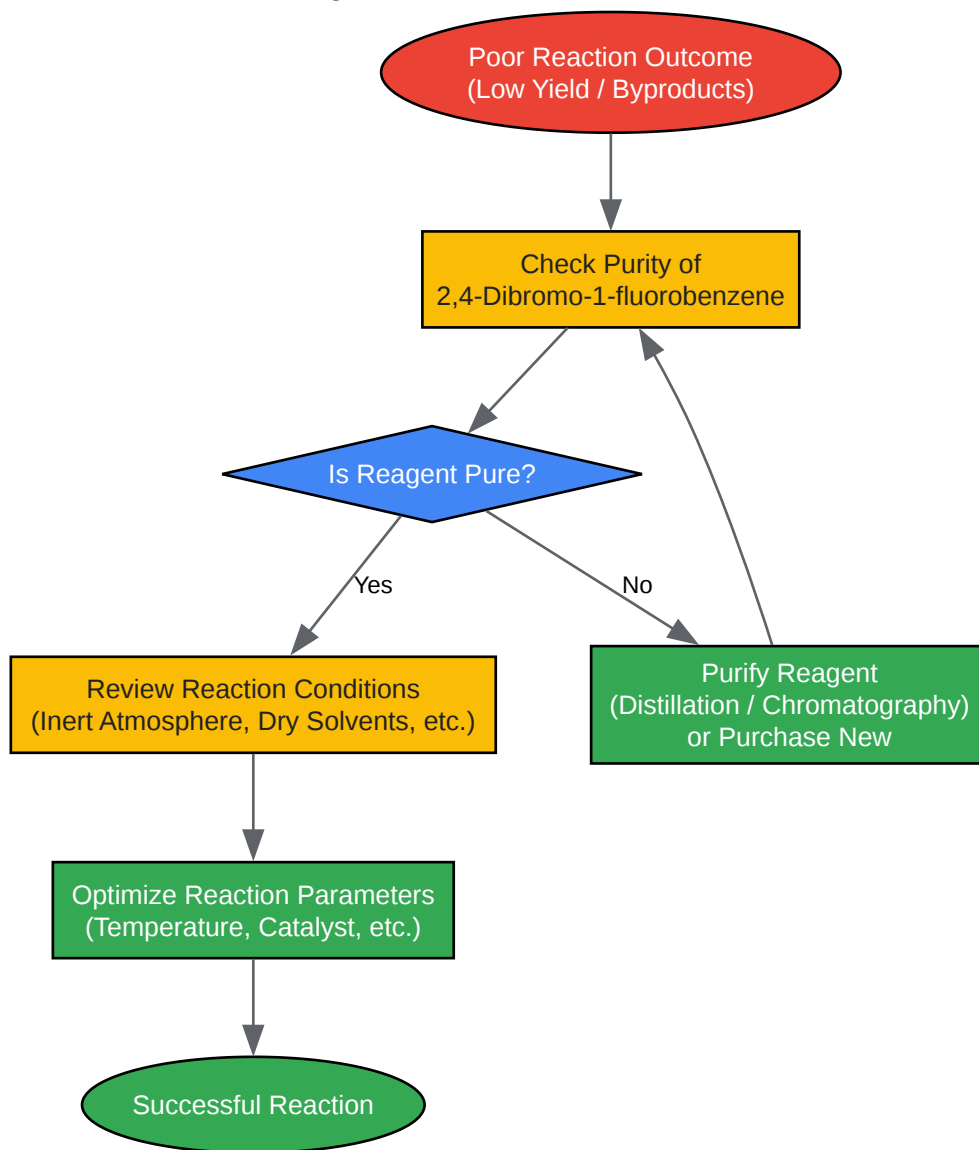 Poor Reaction Outcome
(Low Yield / Byproducts)
Check Purity of
2,4-Dibromo-1-fluorobenzene
Is Reagent Pure?
Yes
No
Review Reaction Conditions
(Inert Atmosphere, Dry Solvents, etc.)
Purify Reagent
(Distillation / Chromatography)
or Purchase New
Optimize Reaction Parameters
(Temperature, Catalyst, etc.)
Successful Reaction